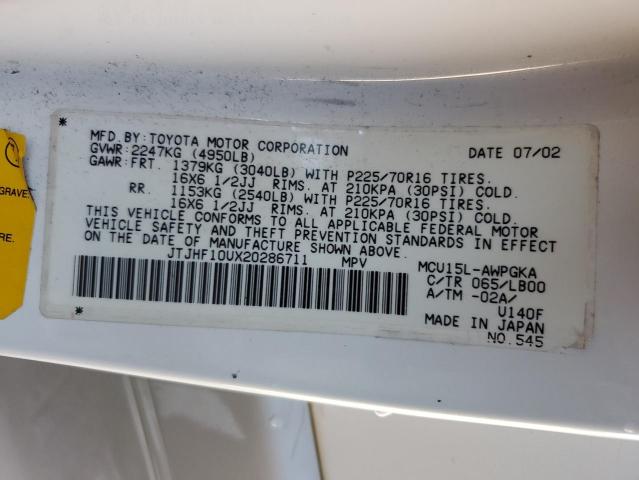 GRAVE.
RE.
*
MFD.BY:TOYOTA MOTOR CORPORATION DATE 07/02
GVWR:2247KG (4950LB)
GAWR:FRT. 1379KG (3040LB) WITH P225/70R16 TIRES.
16X6 1/2JJ RIMS. AT 210KPA (30PSI) COLD.
RR. 1153KG (2540LB) WITH P225/70R16 TIRES.
16X6 1/2JJ RIMS. AT 210KPA (30PSI) COLD.
THIS VEHICLE CONFORMS TO ALL APPLICABLE FEDERAL MOTOR
VEHICLE SAFETY AND THEFT PREVENTION STANDARDS IN EFFECT
ON THE DATE OF MANUFACTURE SHOWN ABOVE.
JTJHF10UX20286711 MPV MCU15L-AWPGKA
C/TR 065/LB00
A/TM -02A/
U140F
MADE IN JAPAN
NO.545
*
*